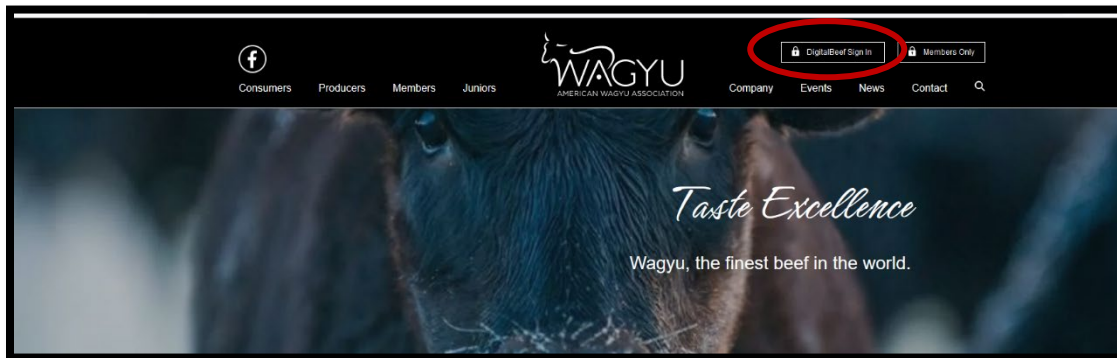 DigitalBeef Sign In
Members Only
WAGYU
AMERICAN WAGYU ASSOCIATION
Consumers Producers Members Juniors
Company Events News Contact
Taste Excellence
Wagyu, the finest beef in the world.